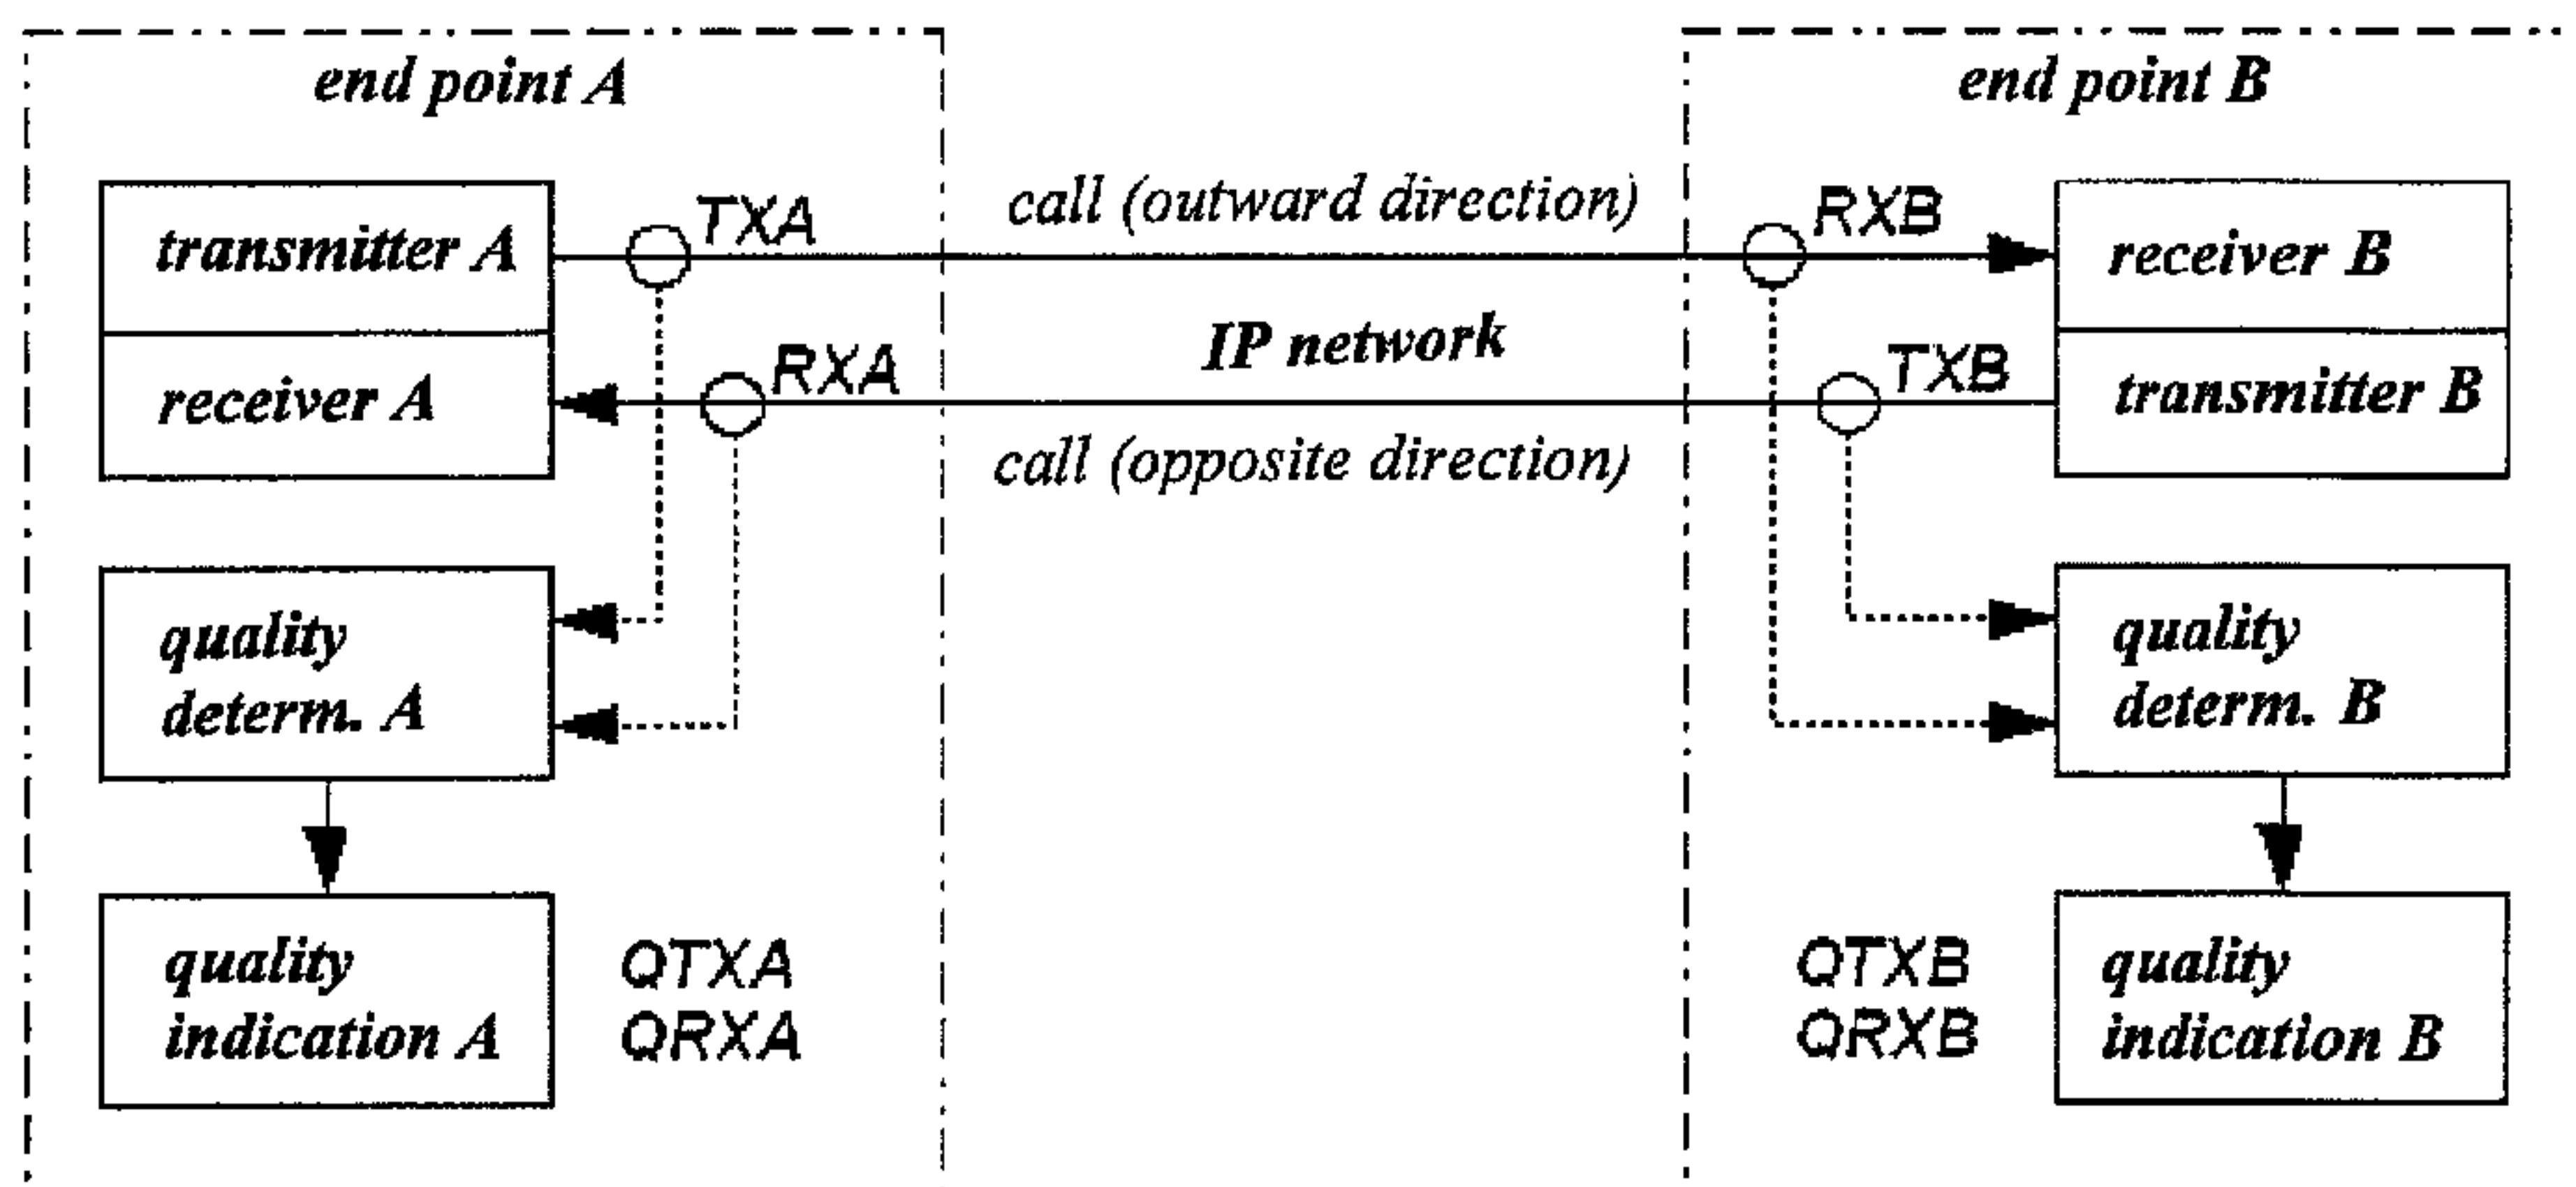 end point A
end point B
transmitter A
TXA
call (outward direction)
RXB
receiver B
receiver A
RXA
IP network
TXB
transmitter B
call (opposite direction)
quality
determ. A
quality
determ. B
quality
indication A
QTXA
QRXA
QTXB
QRXB
quality
indication B